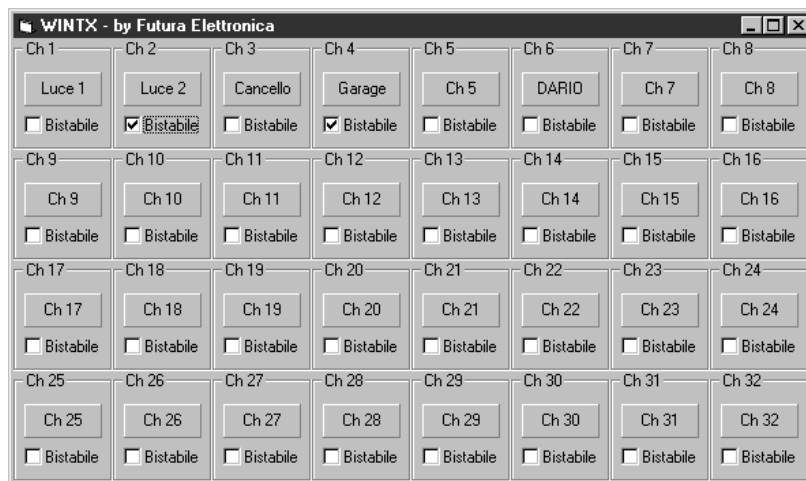 WINTX - by Futura Elettronica
Ch 1 Ch 2 Ch 3 Ch 4 Ch 5 Ch 6 Ch 7 Ch 8
Luce 1 Luce 2 Cancello Garage Ch 5 DARIO Ch 7 Ch 8
Bistabile Bistabile Bistabile Bistabile Bistabile Bistabile Bistabile Bistabile
Ch 9 Ch 10 Ch 11 Ch 12 Ch 13 Ch 14 Ch 15 Ch 16
Ch 9 Ch 10 Ch 11 Ch 12 Ch 13 Ch 14 Ch 15 Ch 16
Bistabile Bistabile Bistabile Bistabile Bistabile Bistabile Bistabile Bistabile
Ch 17 Ch 18 Ch 19 Ch 20 Ch 21 Ch 22 Ch 23 Ch 24
Ch 17 Ch 18 Ch 19 Ch 20 Ch 21 Ch 22 Ch 23 Ch 24
Bistabile Bistabile Bistabile Bistabile Bistabile Bistabile Bistabile Bistabile
Ch 25 Ch 26 Ch 27 Ch 28 Ch 29 Ch 30 Ch 31 Ch 32
Ch 25 Ch 26 Ch 27 Ch 28 Ch 29 Ch 30 Ch 31 Ch 32
Bistabile Bistabile Bistabile Bistabile Bistabile Bistabile Bistabile Bistabile